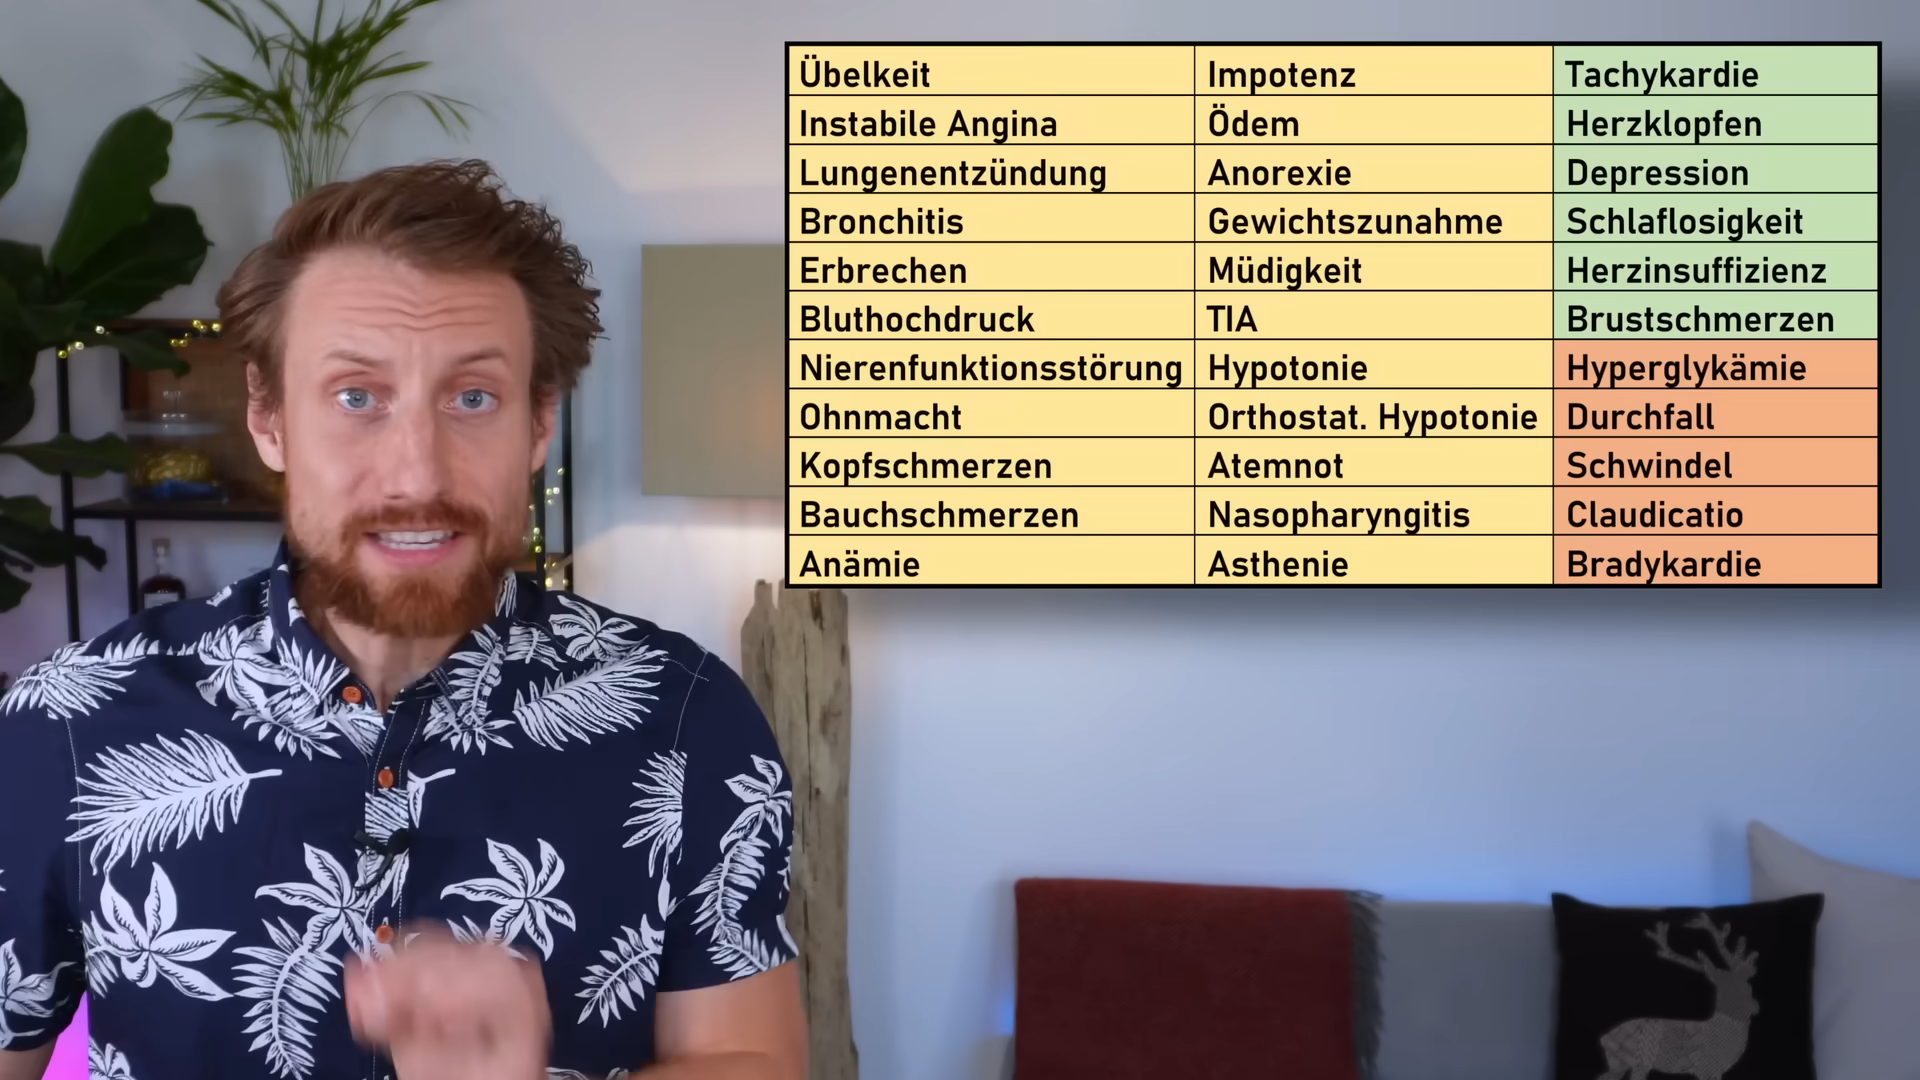 Übelkeit Impotenz Tachykardie
Instabile Angina Ödem Herzklopfen
Lungenentzündung Anorexie Depression
Bronchitis Gewichtszunahme Schlaflosigkeit
Erbrechen Müdigkeit Herzinsuffizienz
Bluthochdruck TIA Brustschmerzen
Nierenfunktionsstörung Hypotonie Hyperglykämie
Ohnmacht Orthostat. Hypotonie Durchfall
Kopfschmerzen Atemnot Schwindel
Bauchschmerzen Nasopharyngitis Claudicatio
Anämie Asthenie Bradykardie